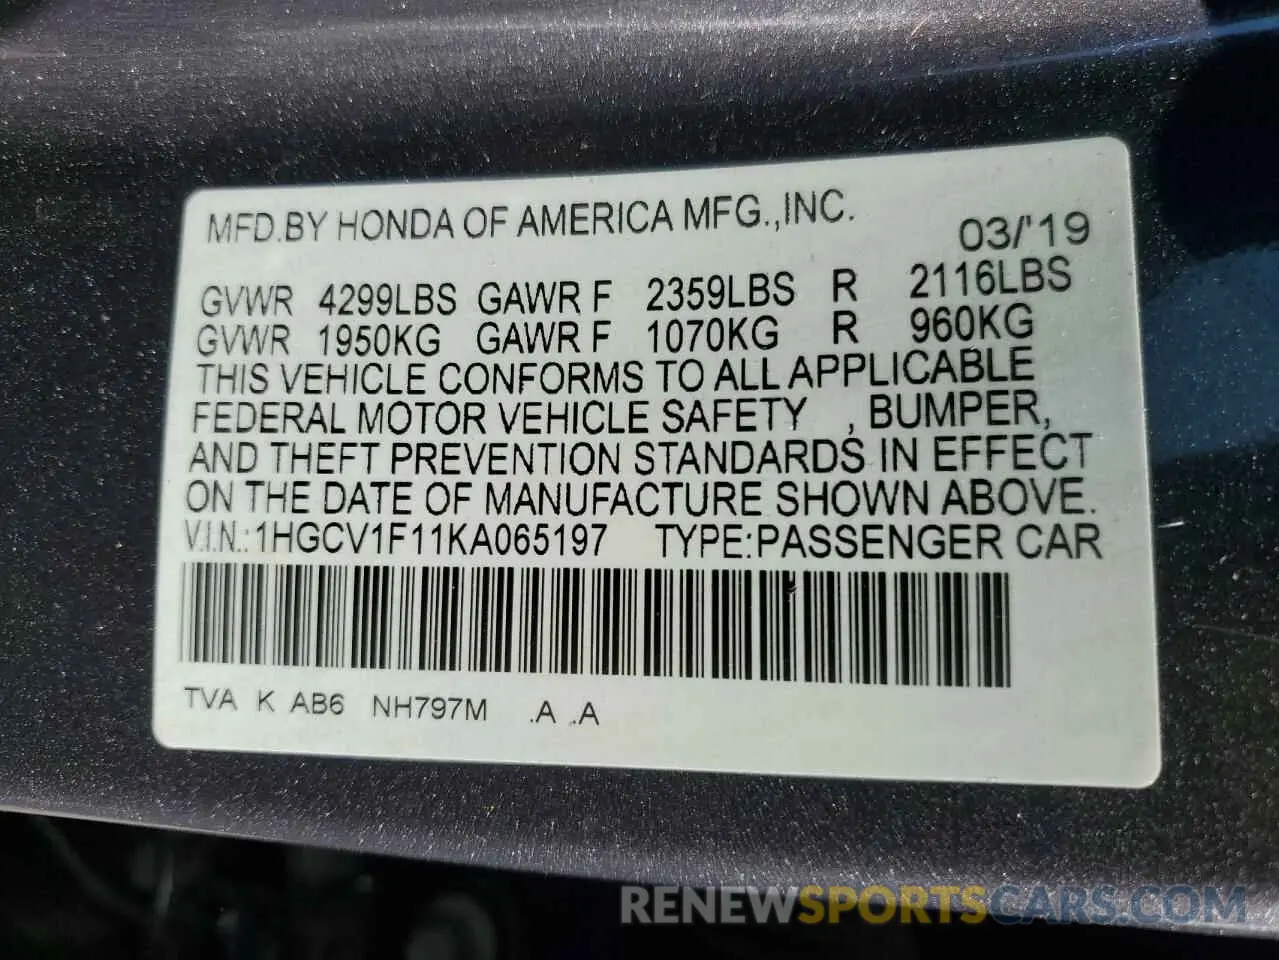 MFD.BY HONDA OF AMERICA MFG.,INC.
03/'19
GVWR 4299LBS GAWR F 2359LBS R 2116LBS
GVWR 1950KG GAWR F 1070KG R 960KG
THIS VEHICLE CONFORMS TO ALL APPLICABLE
FEDERAL MOTOR VEHICLE SAFETY , BUMPER,
AND THEFT PREVENTION STANDARDS IN EFFECT
ON THE DATE OF MANUFACTURE SHOWN ABOVE.
V.I.N.: 1HGCV1F11KA065197 TYPE:PASSENGER CAR
TVA K AB6 NH797M .A .A
RENEWSPORTSCARS.COM